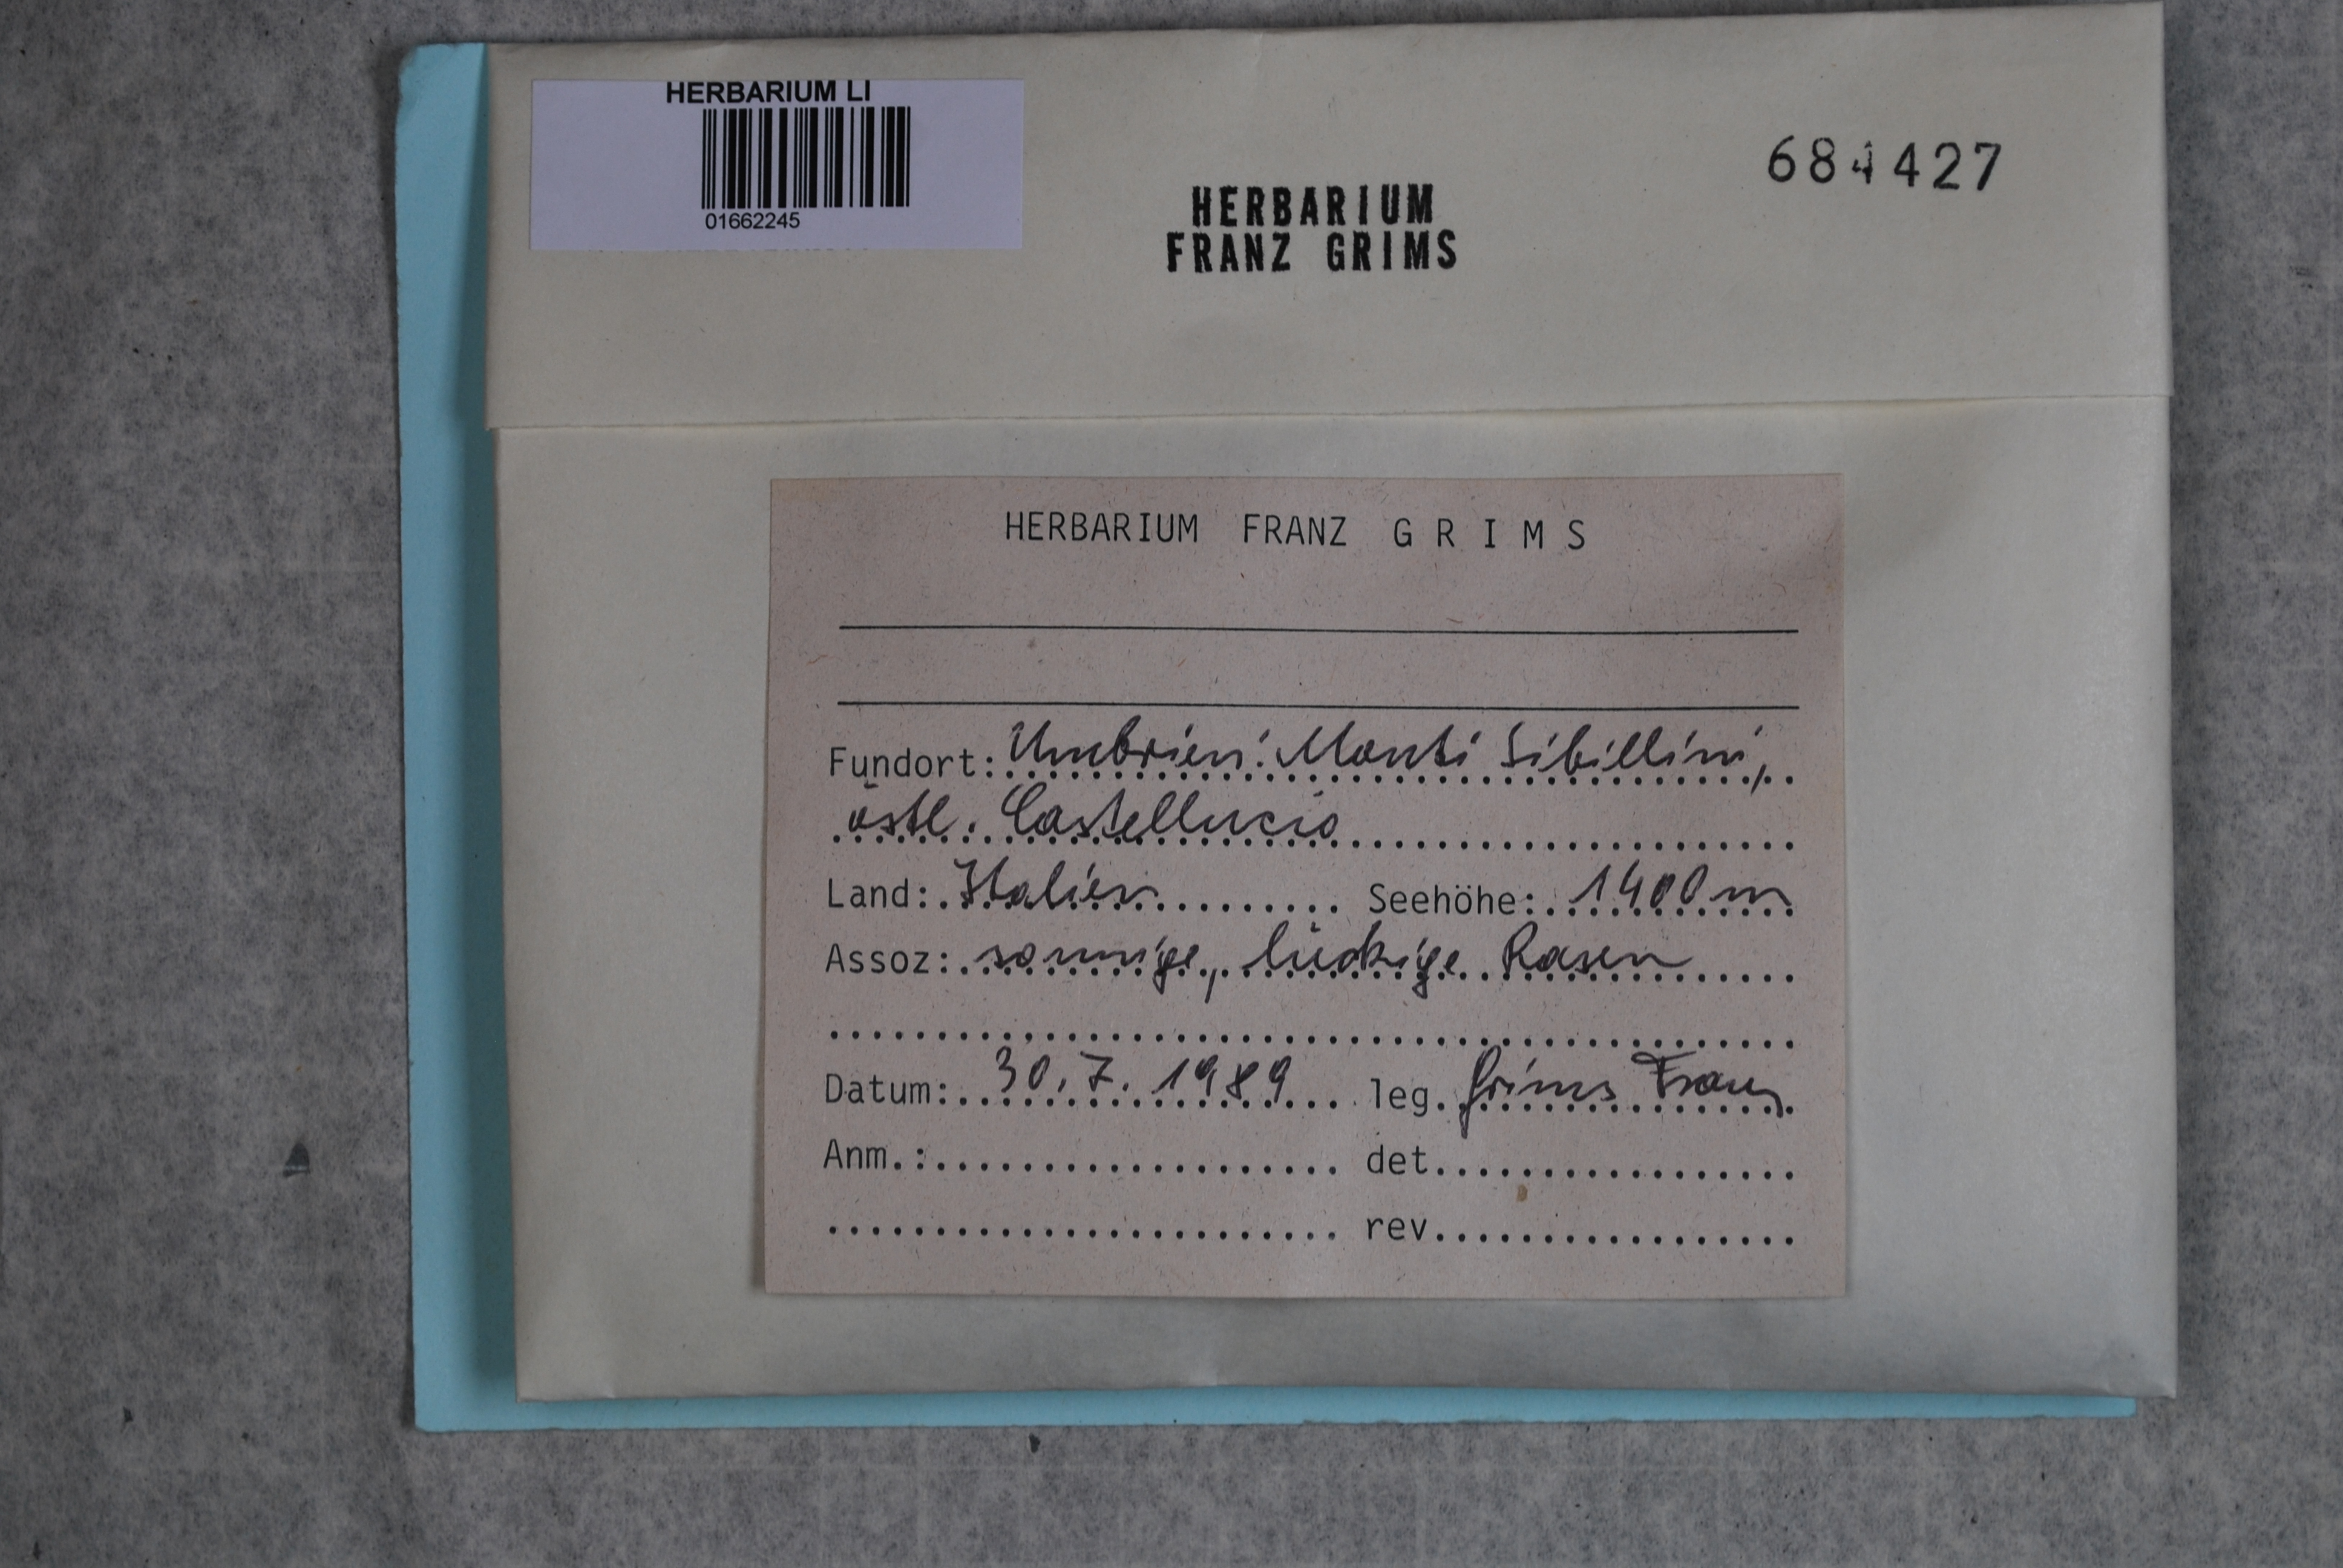 HERBARIUM LI
01662245
684427
HERBARIUM
FRANZ GRIMS
HERBARIUM FRANZ GRIMS
Fundort: Umbrien: Monti Sibillini,
östl. Castellucio
Land: Italien Seehöhe: 1400 m
Assoz: sonnige, lückige Rasen
Datum: 30.7.1989 leg. Grims Franz
Anm.: det.
rev.